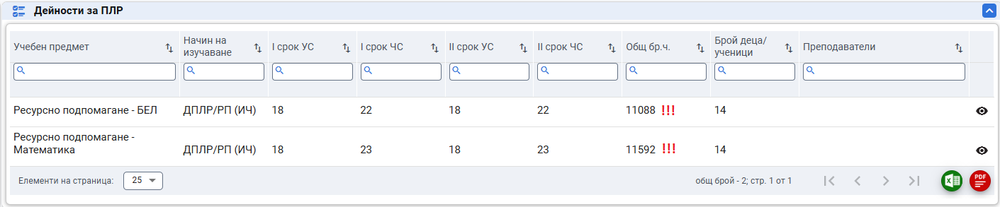 Дейности за ПЛР
Учебен предмет
Начин на
изучаване
I срок УС
I срок ЧС
II срок УС
II срок ЧС
Общ бр.ч.
Брой деца/
ученици
Преподаватели
Ресурсно подпомагане - БЕЛ ДПЛР/РП (ИЧ) 18 22 18 22 11088 !!! 14
Ресурсно подпомагане -
Математика ДПЛР/РП (ИЧ) 18 23 18 23 11592 !!! 14
Елементи на страница: 25 общ брой - 2; стр. 1 от 1 X PDF